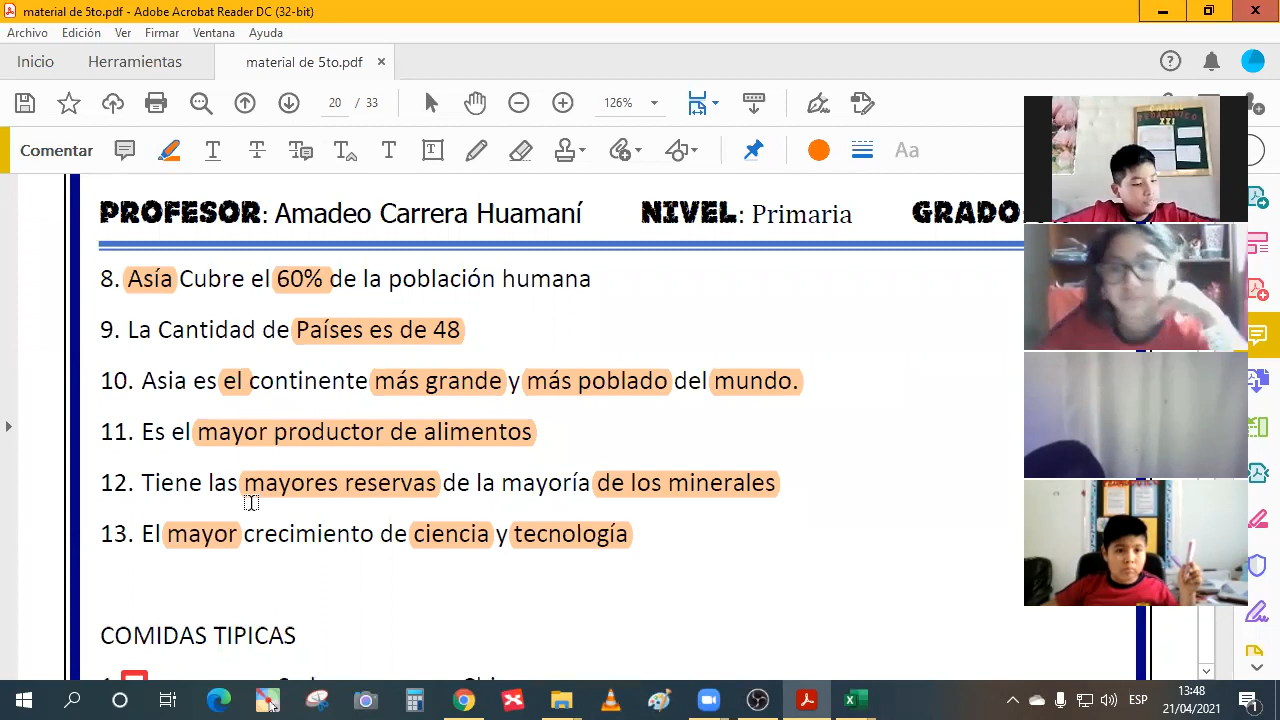 material de 5to.pdf - Adobe Acrobat Reader DC (32-bit)
Archivo Edición Ver Firmar Ventana Ayuda
Inicio Herramientas material de 5to.pdf
20 / 33 126%
Comentar Aa
PROFESOR: Amadeo Carrera Huamaní NIVEL: Primaria GRADO:
8. Asía Cubre el 60% de la población humana
9. La Cantidad de Países es de 48
10. Asia es el continente más grande y más poblado del mundo.
11. Es el mayor productor de alimentos
12. Tiene las mayores reservas de la mayoría de los minerales
13. El mayor crecimiento de ciencia y tecnología
COMIDAS TIPICAS
ESP 13:48
21/04/2021